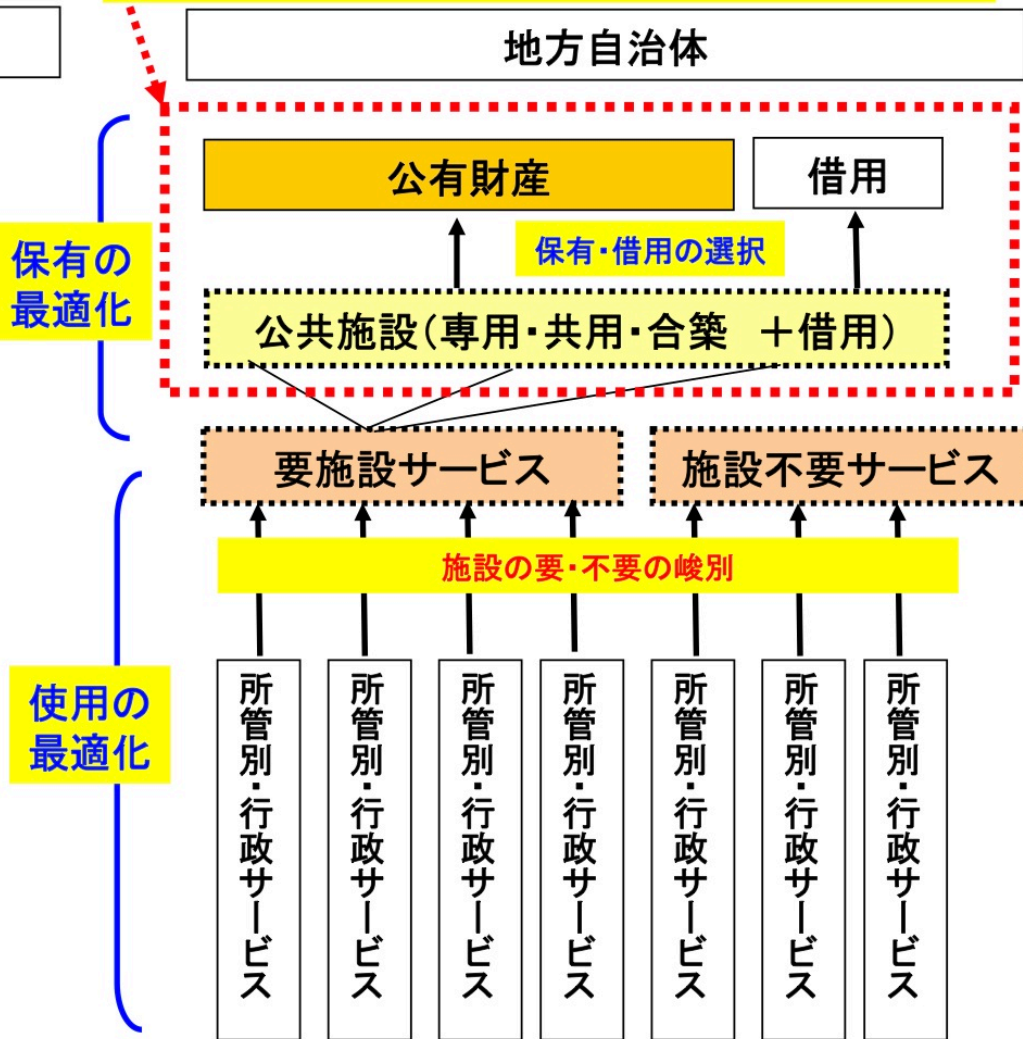 地方自治体
公有財産
借用
保有・借用の選択
保有の
最適化
公共施設(専用・共用・合築 +借用)
要施設サービス
施設不要サービス
施設の要・不要の峻別
使用の
最適化
所管別・行政サービス
所管別・行政サービス
所管別・行政サービス
所管別・行政サービス
所管別・行政サービス
所管別・行政サービス
所管別・行政サービス